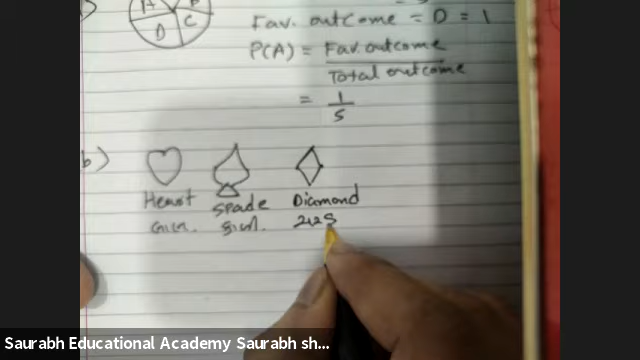 A B
D C
Fav. outcome = D = 1
P(A) = Fav. outcome
Total outcome
= 1
5
b)
Heart Spade Diamond
Saurabh Educational Academy Saurabh sh...